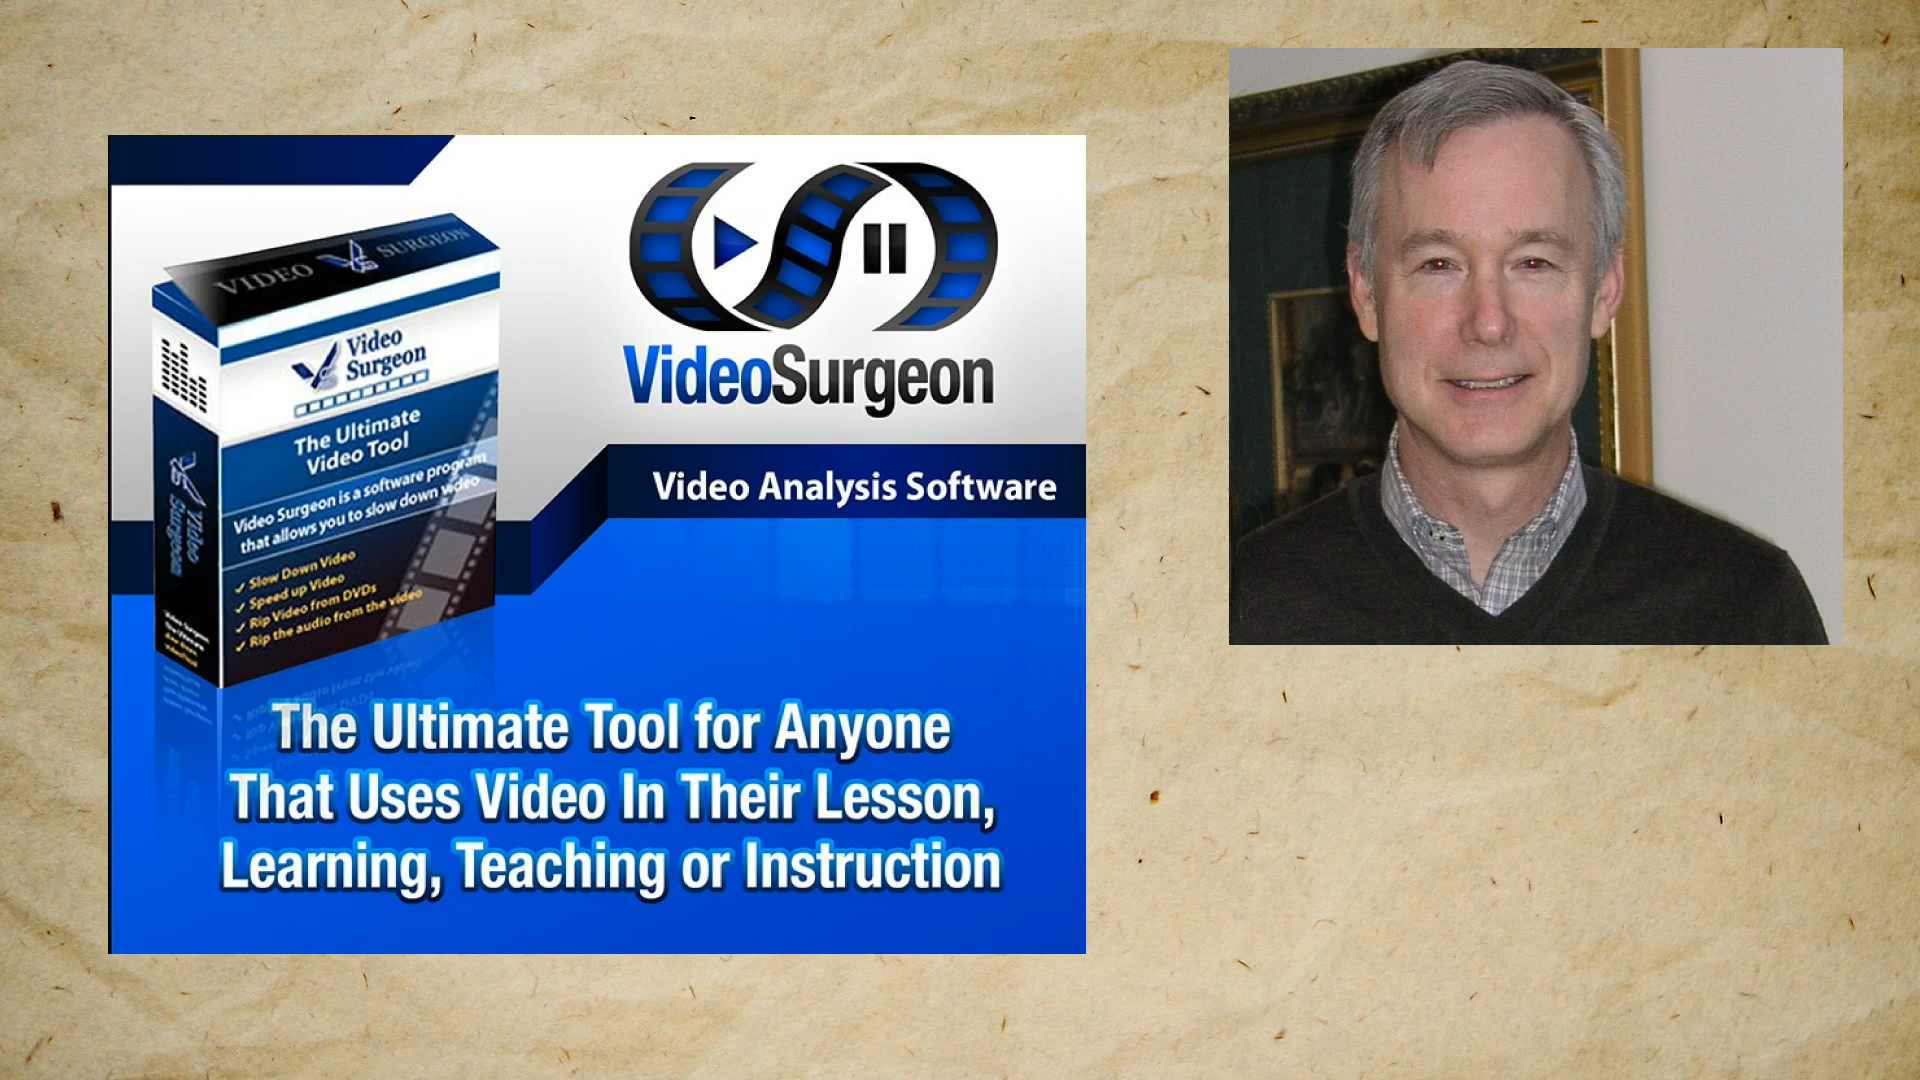 VIDEO SURGEON
Video
Surgeon
The Ultimate
Video Tool
Video Surgeon is a software program
that allows you to slow down video
✓ Slow Down Video
✓ Speed up Video
✓ Rip Video from DVDs
✓ Rip the audio from the video
Video
Surgeon
VideoSurgeon
Video Analysis Software
The Ultimate Tool for Anyone
That Uses Video In Their Lesson,
Learning, Teaching or Instruction